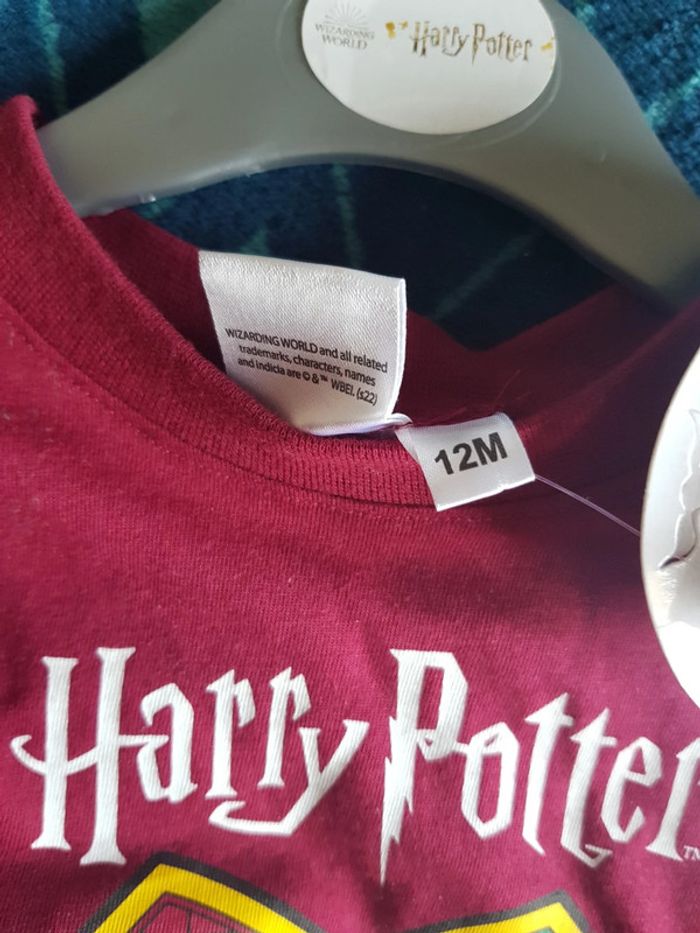 WIZARDING
WORLD
Harry Potter
WIZARDING WORLD and all related
trademarks, characters, names
and indicia are © & ™ WBEI. (s22)
12M
Harry Potter
TM